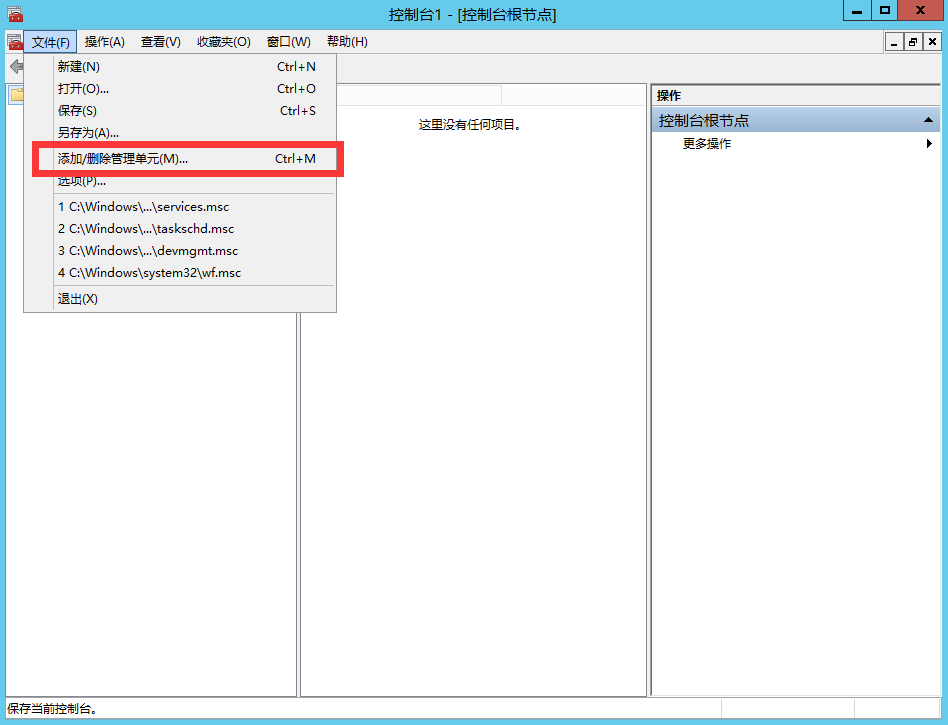 控制台1 - [控制台根节点]
文件(F) 操作(A) 查看(V) 收藏夹(O) 窗口(W) 帮助(H)
新建(N) Ctrl+N
打开(O)... Ctrl+O
保存(S) Ctrl+S
另存为(A)...
添加/删除管理单元(M)... Ctrl+M
选项(P)...
1 C:\Windows\...\services.msc
2 C:\Windows\...\taskschd.msc
3 C:\Windows\...\devmgmt.msc
4 C:\Windows\system32\wf.msc
退出(X)
这里没有任何项目。
操作
控制台根节点
更多操作
保存当前控制台。